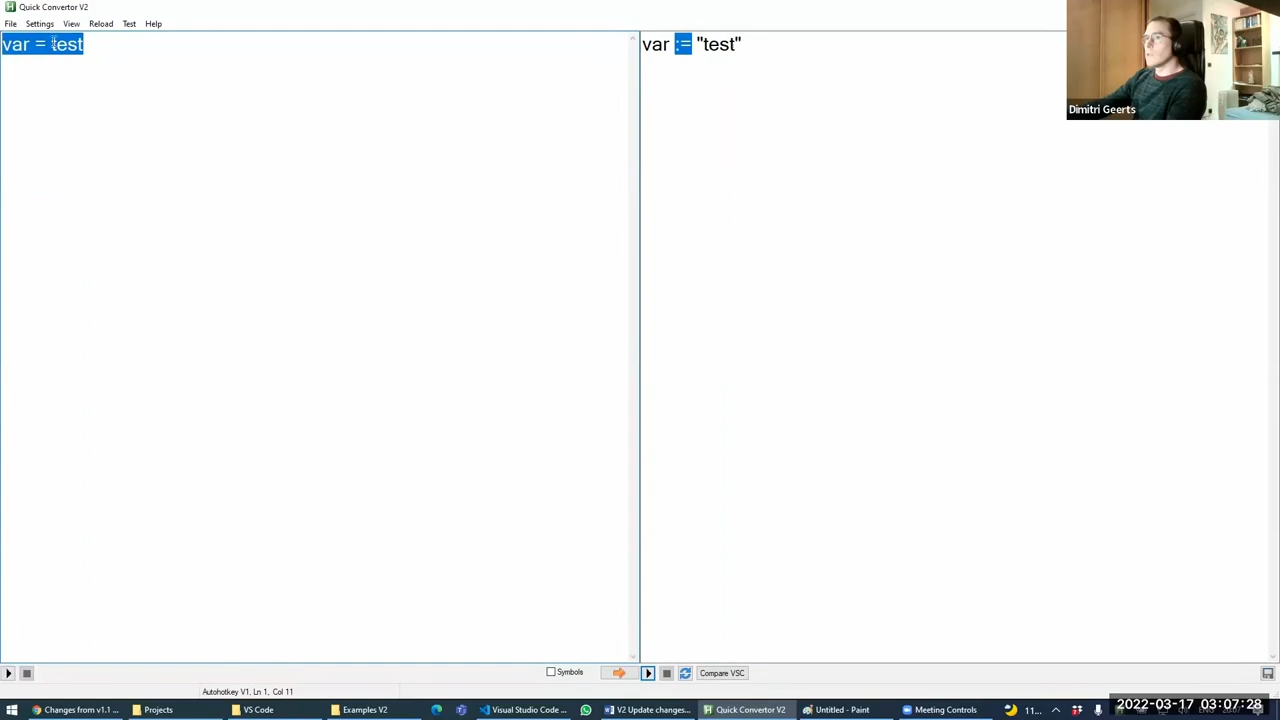 Quick Convertor V2
File Settings View Reload Test Help
var = test
var := "test"
Dimitri Geerts
Symbols
Compare VSC
Autohotkey V1, Ln 1, Col 11
Changes from v1.1 ...
Projects
VS Code
Examples V2
Visual Studio Code ...
V2 Update changes...
Quick Convertor V2
Untitled - Paint
Meeting Controls
11...
2022-03-17 03:07:28